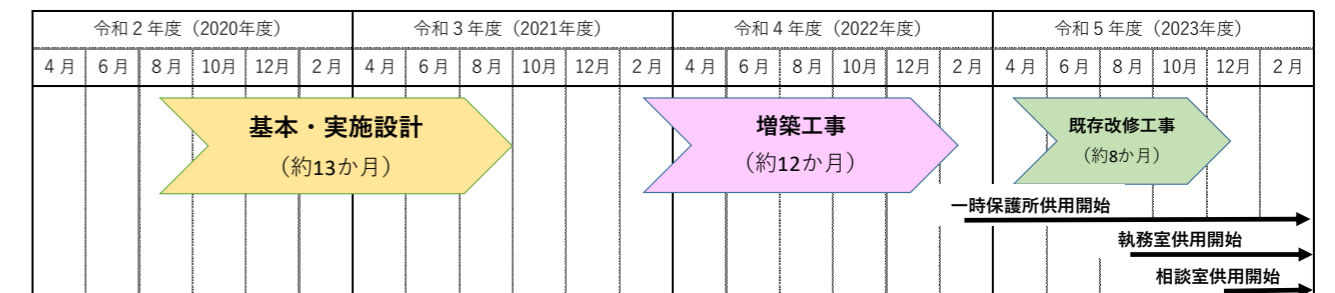 令和２年度（2020年度） 令和３年度（2021年度） 令和４年度（2022年度） 令和５年度（2023年度）
４月 ６月 ８月 10月 12月 ２月 ４月 ６月 ８月 10月 12月 ２月 ４月 ６月 ８月 10月 12月 ２月 ４月 ６月 ８月 10月 12月 ２月
基本・実施設計
（約13か月）
増築工事
（約12か月）
既存改修工事
（約8か月）
一時保護所供用開始
執務室供用開始
相談室供用開始